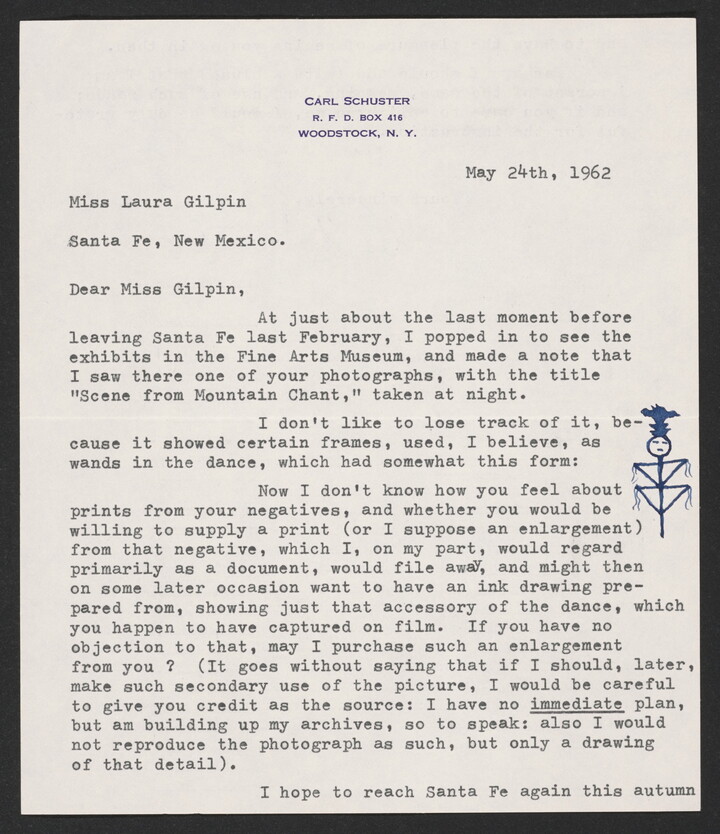 CARL SCHUSTER
R. F. D. BOX 416
WOODSTOCK, N. Y.
May 24th, 1962
Miss Laura Gilpin
Santa Fe, New Mexico.
Dear Miss Gilpin,
At just about the last moment before
leaving Santa Fe last February, I popped in to see the
exhibits in the Fine Arts Museum, and made a note that
I saw there one of your photographs, with the title
"Scene from Mountain Chant," taken at night.
I don't like to lose track of it, be-
cause it showed certain frames, used, I believe, as
wands in the dance, which had somewhat this form:
Now I don't know how you feel about
prints from your negatives, and whether you would be
willing to supply a print (or I suppose an enlargement)
from that negative, which I, on my part, would regard
primarily as a document, would file away, and might then
on some later occasion want to have an ink drawing pre-
pared from, showing just that accessory of the dance, which
you happen to have captured on film. If you have no
objection to that, may I purchase such an enlargement
from you ? (It goes without saying that if I should, later,
make such secondary use of the picture, I would be careful
to give you credit as the source: I have no immediate plan,
but am building up my archives, so to speak: also I would
not reproduce the photograph as such, but only a drawing
of that detail).
I hope to reach Santa Fe again this autumn